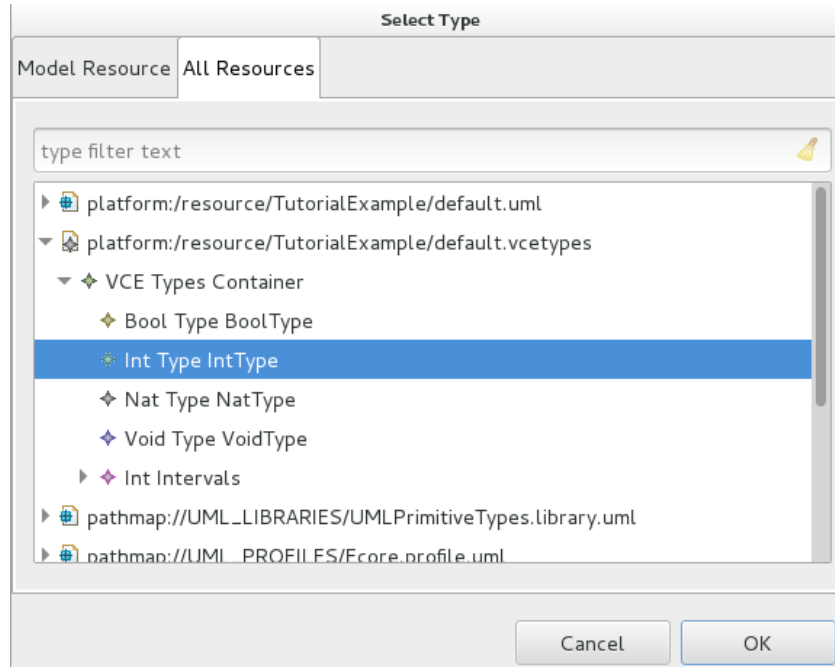 Select Type
Model Resource All Resources
type filter text
platform:/resource/TutorialExample/default.uml
platform:/resource/TutorialExample/default.vcetypes
VCE Types Container
Bool Type BoolType
Int Type IntType
Nat Type NatType
Void Type VoidType
Int Intervals
pathmap://UML_LIBRARIES/UMLPrimitiveTypes.library.uml
pathmap://UML_PROFILES/Ecore.profile.uml
Cancel OK